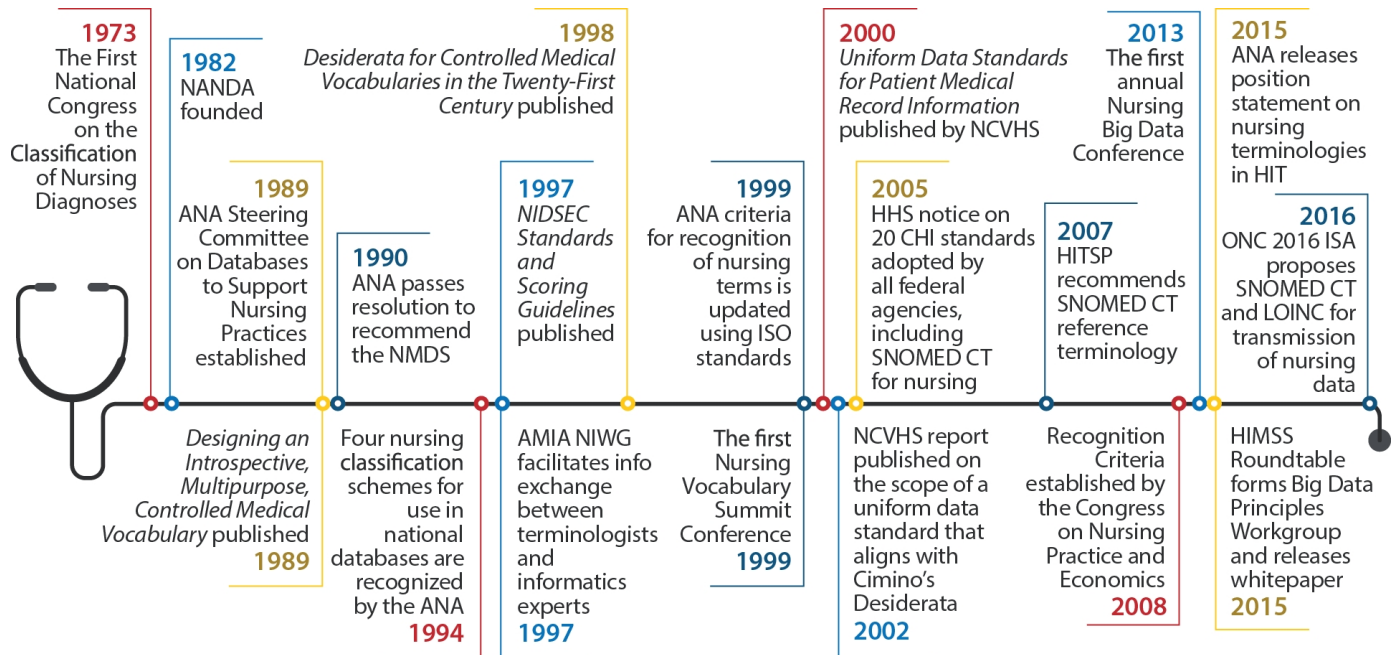 1973
The First
National
Congress
on the
Classification
of Nursing
Diagnoses
1982
NANDA
founded
1989
ANA Steering
Committee
on Databases
to Support
Nursing
Practices
established
1990
ANA passes
resolution to
recommend
the NMDS
1998
Desiderata for Controlled Medical
Vocabularies in the Twenty-First
Century published
1997
NIDSEC
Standards
and
Scoring
Guidelines
published
1999
ANA criteria
for recognition
of nursing
terms is
updated
using ISO
standards
2000
Uniform Data Standards
for Patient Medical
Record Information
published by NCVHS
2005
HHS notice on
20 CHI standards
adopted by
all federal
agencies,
including
SNOMED CT
for nursing
2007
HITSP
recommends
SNOMED CT
reference
terminology
2013
The first
annual
Nursing
Big Data
Conference
2015
ANA releases
position
statement on
nursing
terminologies
in HIT
2016
ONC 2016 ISA
proposes
SNOMED CT
and LOINC for
transmission
of nursing
data
Designing an
Introspective,
Multipurpose,
Controlled Medical
Vocabulary published
1989
Four nursing
classification
schemes for
use in
national
databases are
recognized
by the ANA
1994
AMIA NIWG
facilitates info
exchange
between
terminologists
and
informatics
experts
1997
The first
Nursing
Vocabulary
Summit
Conference
1999
NCVHS report
published on
the scope of a
uniform data
standard that
aligns with
Cimino's
Desiderata
2002
Recognition
Criteria
established by
the Congress
on Nursing
Practice and
Economics
2008
HIMSS
Roundtable
forms Big Data
Principles
Workgroup
and releases
whitepaper
2015